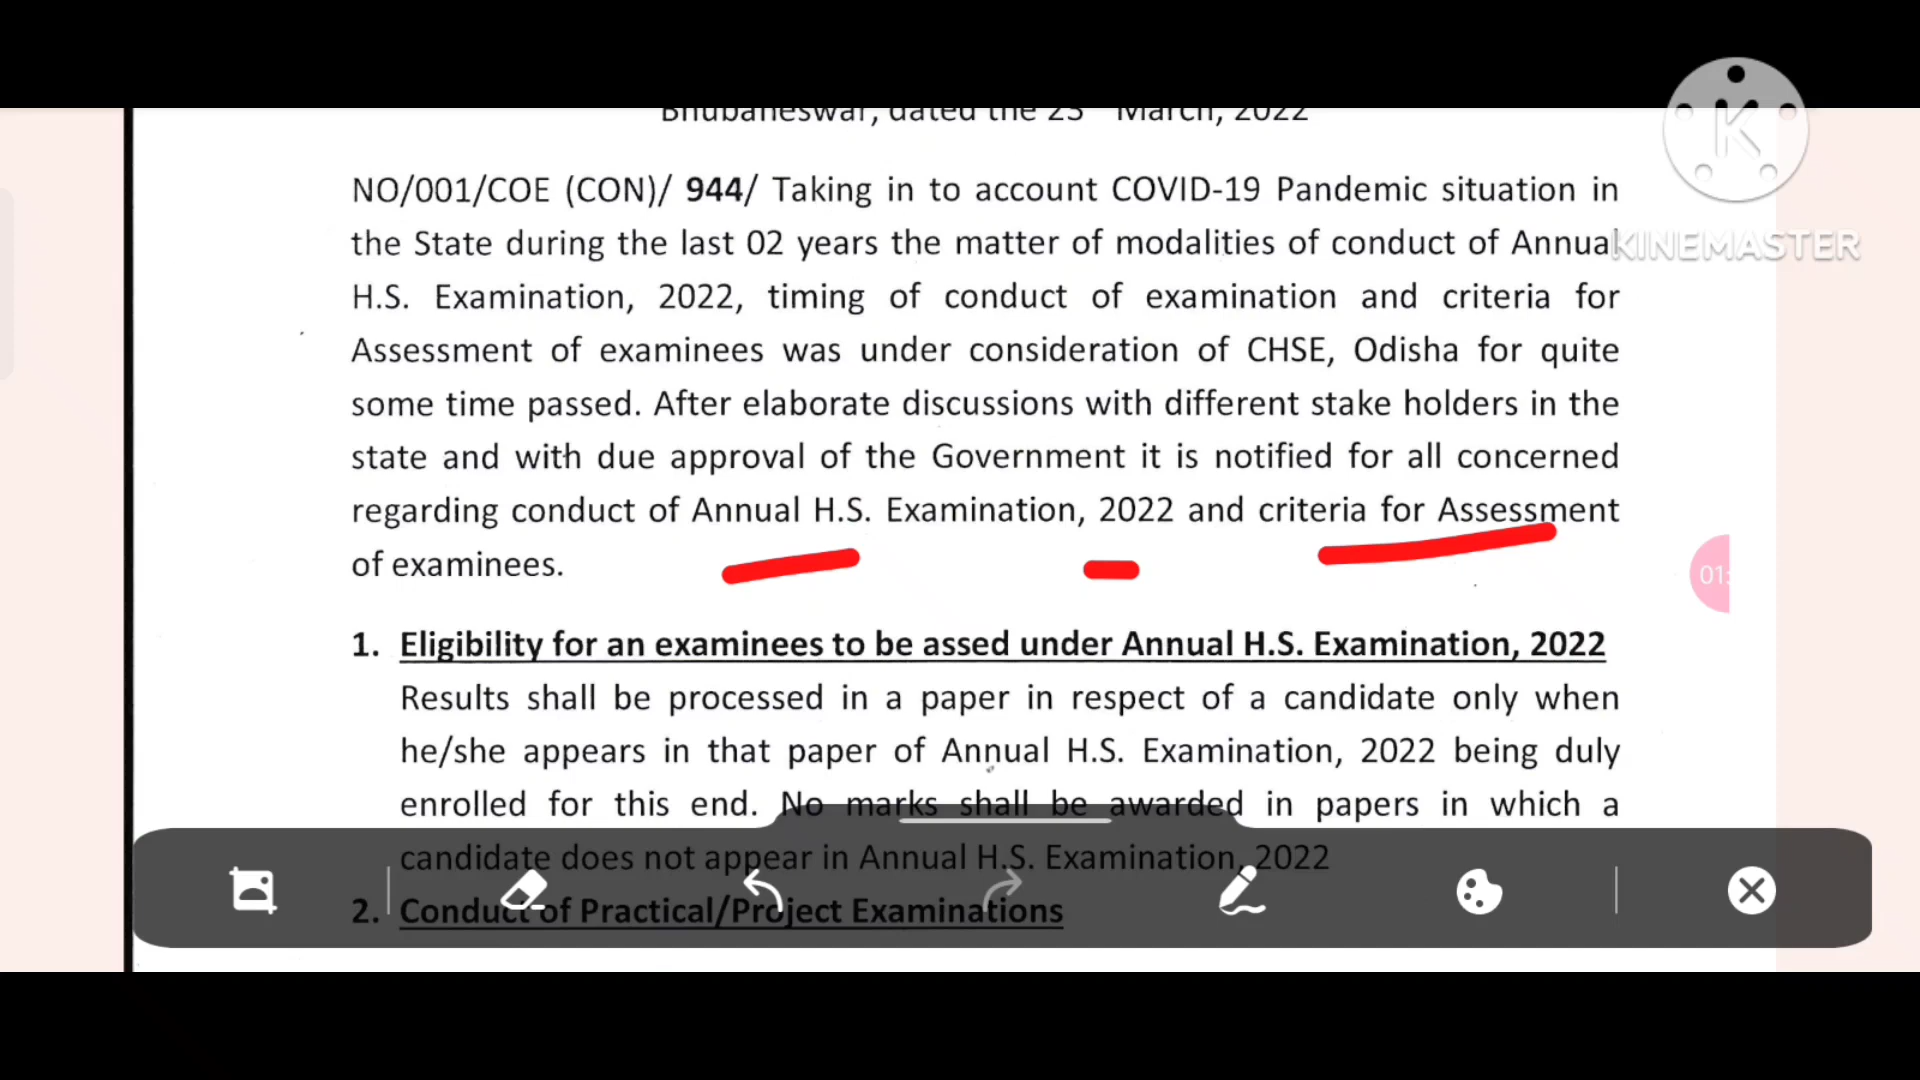 Bhubaneswar, dated the 23 March, 2022
NO/001/COE (CON)/ 944/ Taking in to account COVID-19 Pandemic situation in
the State during the last 02 years the matter of modalities of conduct of Annual
KINEMASTER
H.S. Examination, 2022, timing of conduct of examination and criteria for
Assessment of examinees was under consideration of CHSE, Odisha for quite
some time passed. After elaborate discussions with different stake holders in the
state and with due approval of the Government it is notified for all concerned
regarding conduct of Annual H.S. Examination, 2022 and criteria for Assessment
of examinees.
01:
1. Eligibility for an examinees to be assed under Annual H.S. Examination, 2022
Results shall be processed in a paper in respect of a candidate only when
he/she appears in that paper of Annual H.S. Examination, 2022 being duly
enrolled for this end. No marks shall be awarded in papers in which a
candidate does not appear in Annual H.S. Examination, 2022
2. Conduct of Practical/Project Examinations